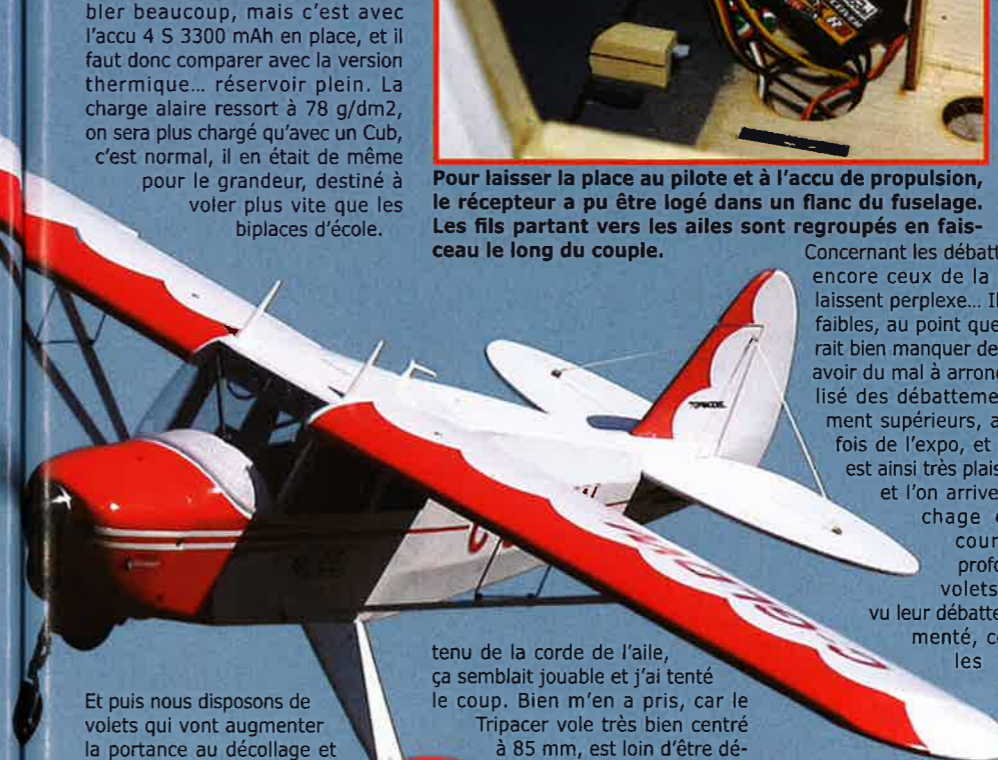 bler beaucoup, mais c'est avec
l'accu 4 S 3300 mAh en place, et il
faut donc comparer avec la version
thermique... réservoir plein. La
charge alaire ressort à 78 g/dm2,
on sera plus chargé qu'avec un Cub,
c'est normal, il en était de même
pour le grandeur, destiné à
voler plus vite que les
biplaces d'école.
Et puis nous disposons de
volets qui vont augmenter
la portance au décollage et
Pour laisser la place au pilote et à l'accu de propulsion,
le récepteur a pu être logé dans un flanc du fuselage.
Les fils partant vers les ailes sont regroupés en fais-
ceau le long du couple.
tenu de la corde de l'aile,
ça semblait jouable et j'ai tenté
le coup. Bien m'en a pris, car le
Tripacer vole très bien centré
à 85 mm, est loin d'être dé-
Concernant les débatt
encore ceux de la
laissent perplexe... I
faibles, au point que
rait bien manquer de
avoir du mal à arron
lisé des débatteme
ment supérieurs, a
fois de l'expo, et
est ainsi très plais
et l'on arrive
chage
cour
profo
volets
vu leur débatte
menté, c
les
TOPMODEL